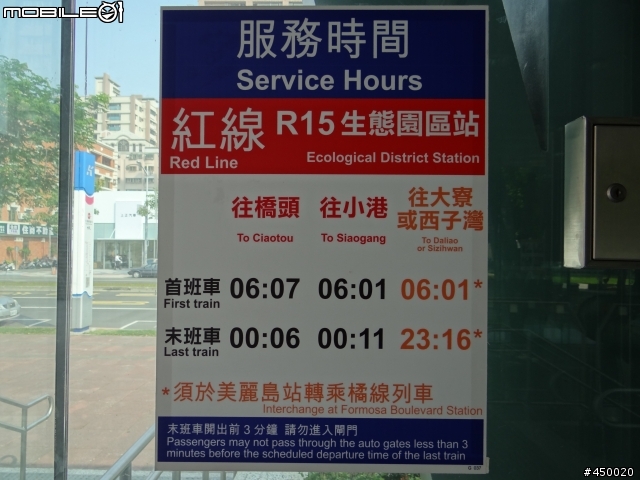 MOBILE01
服務時間
Service Hours
紅線 R15生態園區站
Red Line Ecological District Station
往橋頭 往小港 往大寮
或西子灣
To Ciaotou To Siaogang To Daliao
or Sizihwan
首班車 06:07 06:01 06:01*
First train
末班車 00:06 00:11 23:16*
Last train
*須於美麗島站轉乘橘線列車
Interchange at Formosa Boulevard Station
末班車開出前3分鐘 請勿進入閘門
Passengers may not pass through the auto gates less than 3
minutes before the scheduled departure time of the last train
#450020